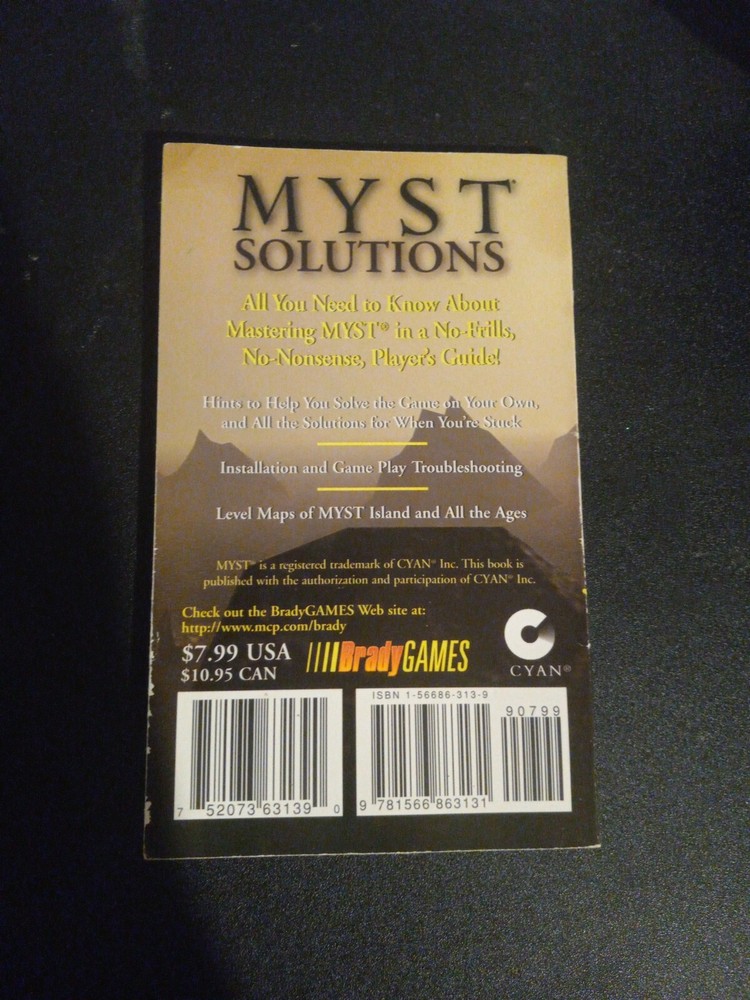 MYST®
SOLUTIONS
All You Need to Know About
Mastering MYST® in a No-Frills,
No-Nonsense, Player's Guide!
Hints to Help You Solve the Game on Your Own,
and All the Solutions for When You're Stuck
Installation and Game Play Troubleshooting
Level Maps of MYST Island and All the Ages
MYST® is a registered trademark of CYAN® Inc. This book is
published with the authorization and participation of CYAN® Inc.
Check out the BradyGAMES Web site at:
http://www.mcp.com/brady
$7.99 USA
$10.95 CAN
BradyGAMES
CYAN®
7 52073 63139 0
ISBN 1-56686-313-9
90799
9 781566 863131